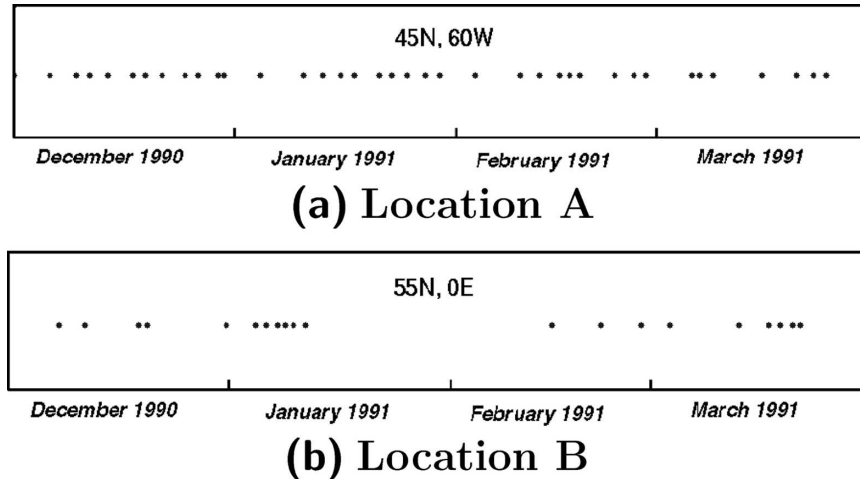 45N, 60W
December 1990 January 1991 February 1991 March 1991
(a) Location A
55N, 0E
December 1990 January 1991 February 1991 March 1991
(b) Location B